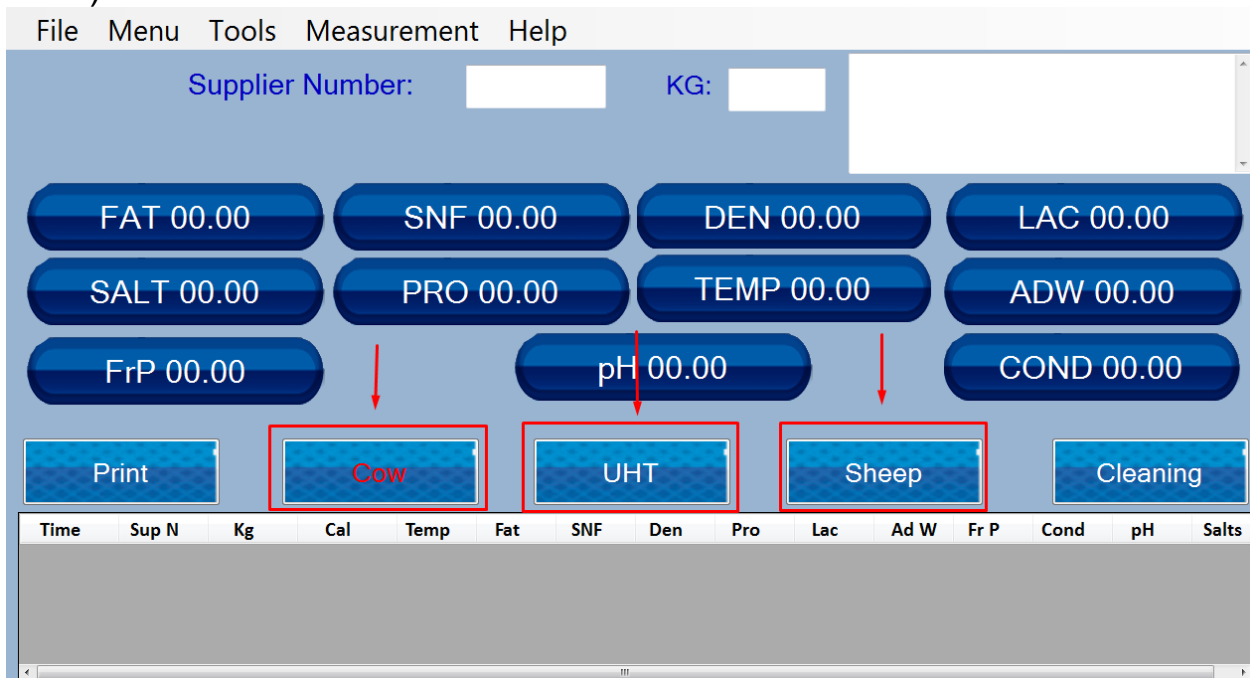 File Menu Tools Measurement Help
Supplier Number: KG:
FAT 00.00 SNF 00.00 DEN 00.00 LAC 00.00
SALT 00.00 PRO 00.00 TEMP 00.00 ADW 00.00
FrP 00.00 pH 00.00 COND 00.00
Print Cow UHT Sheep Cleaning
Time Sup N Kg Cal Temp Fat SNF Den Pro Lac Ad W Fr P Cond pH Salts